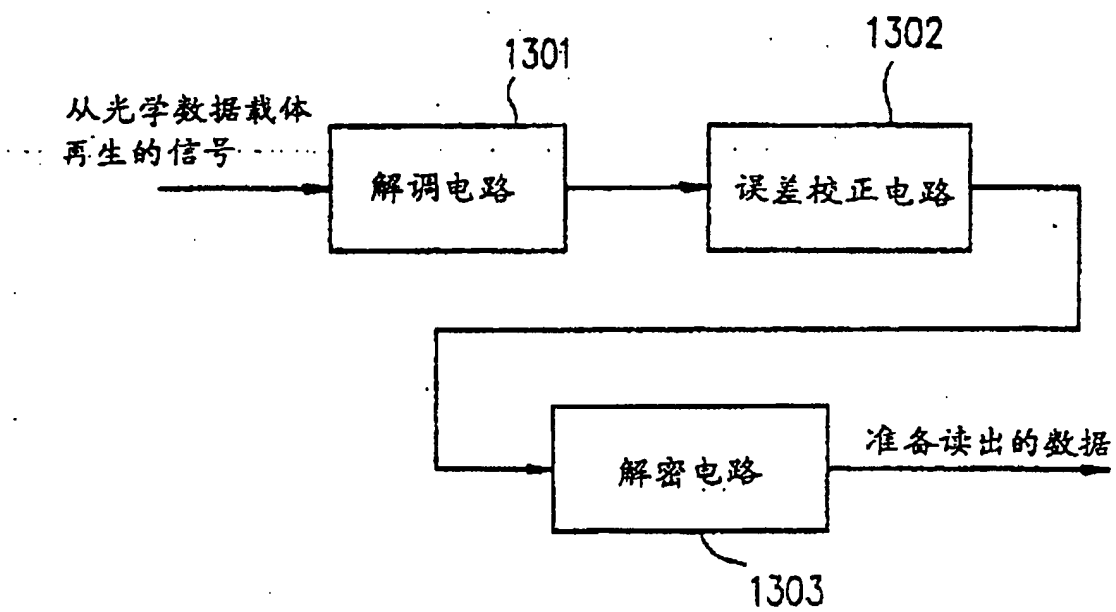 1301
1302
从光学数据载体
再生的信号
解调电路
误差校正电路
解密电路
准备读出的数据
1303